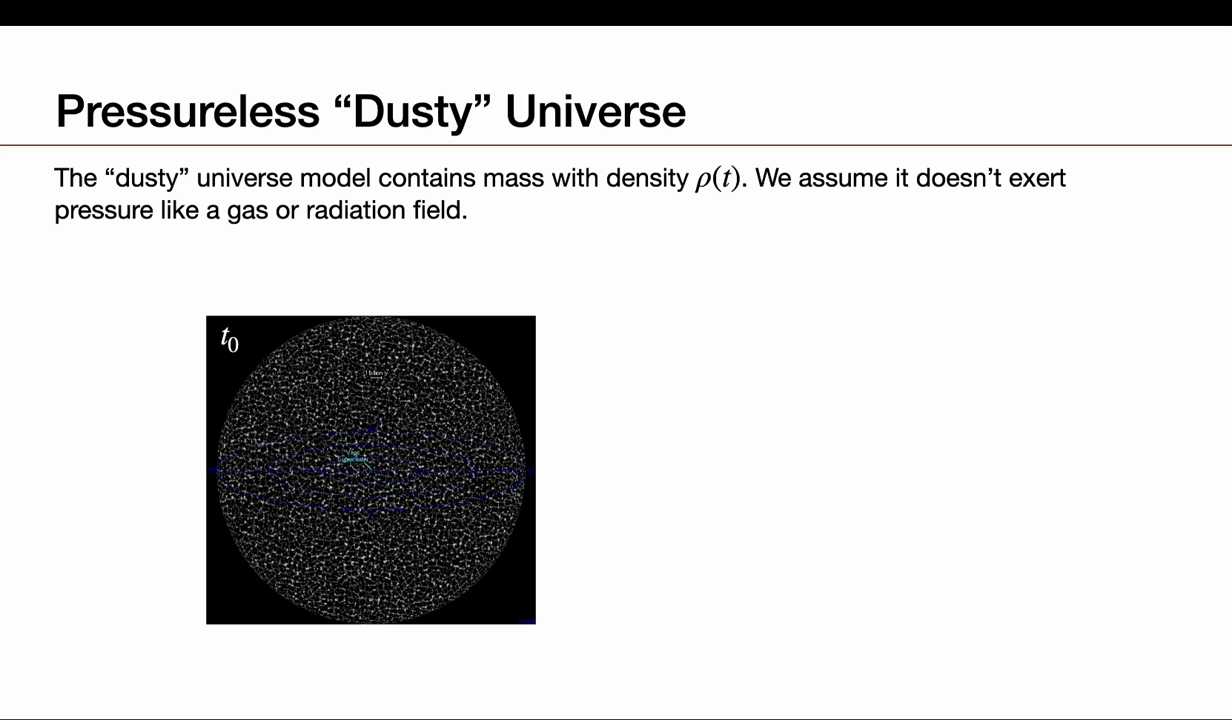 Pressureless “Dusty” Universe
The “dusty” universe model contains mass with density ρ(t). We assume it doesn’t exert
pressure like a gas or radiation field.
t₀